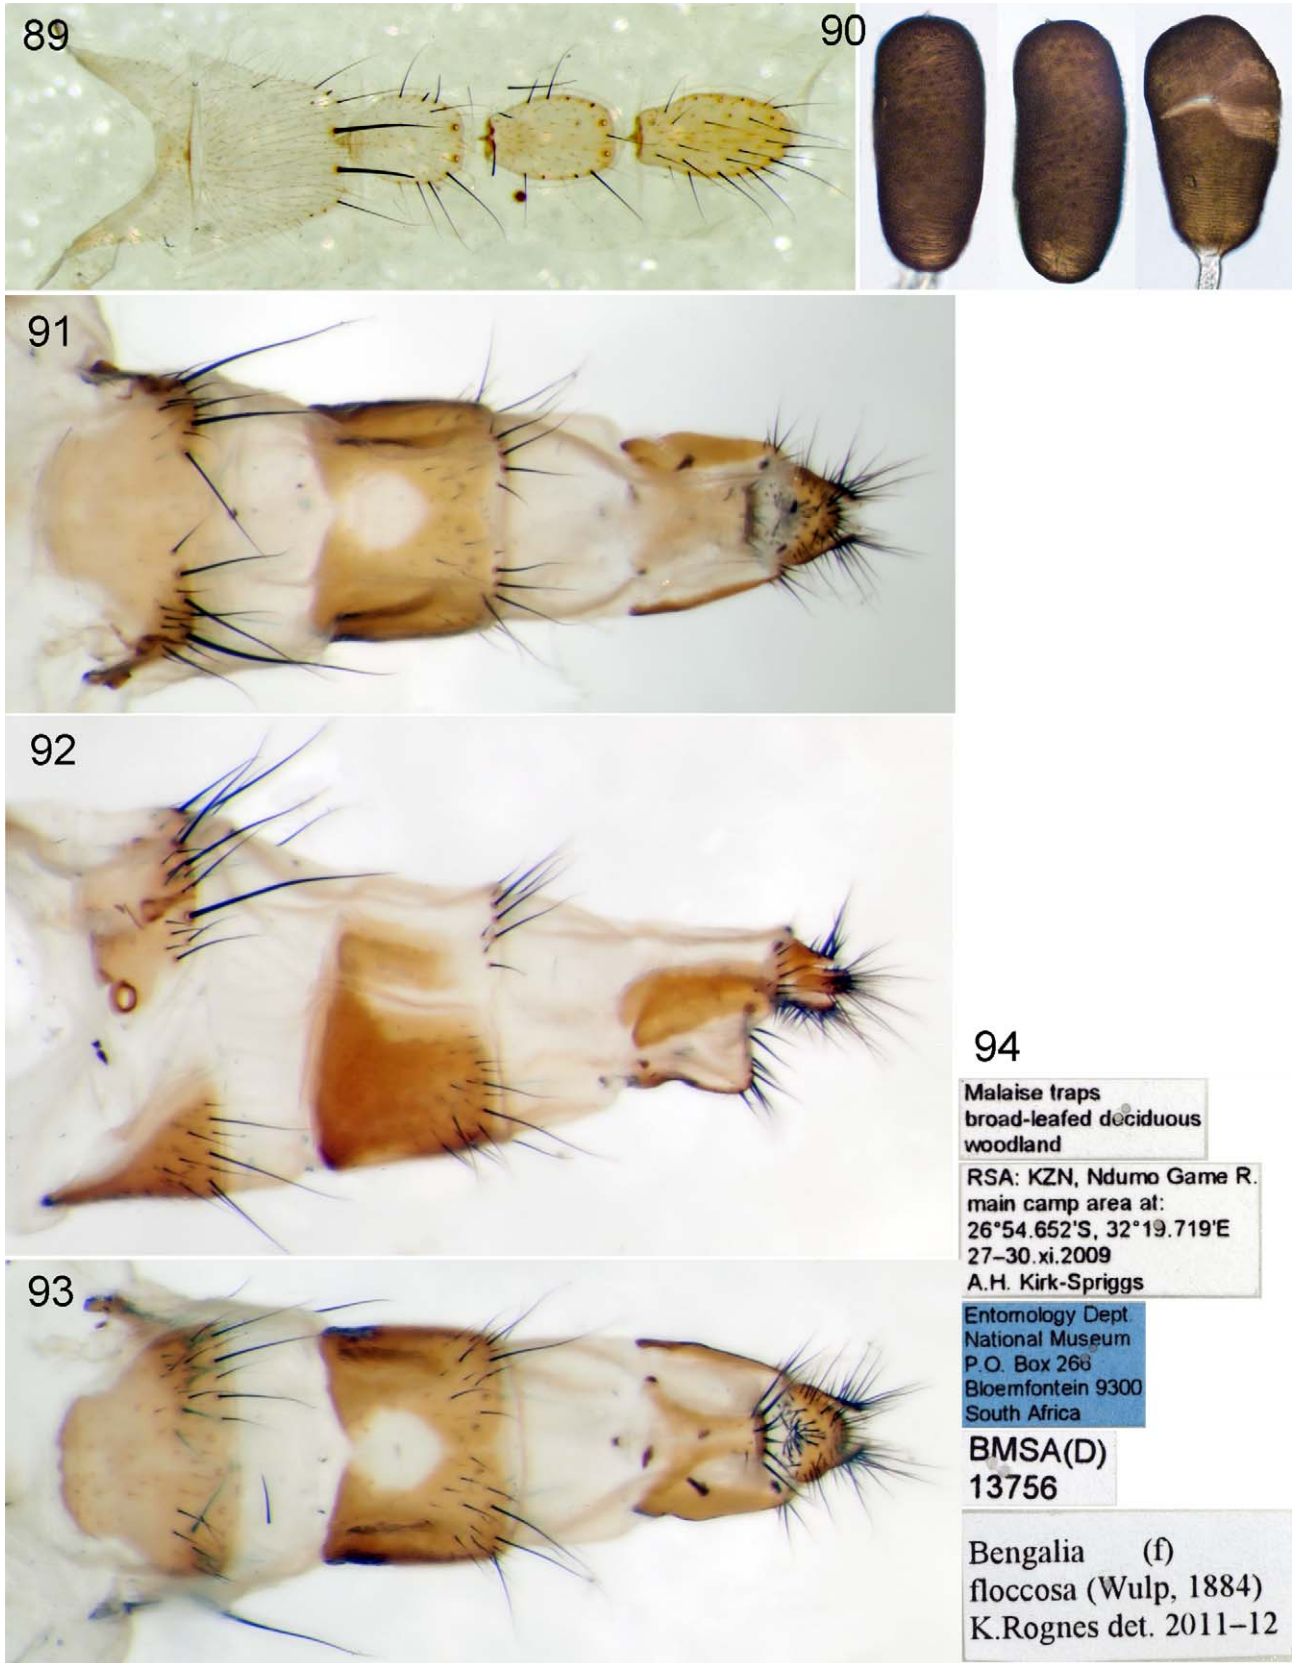 89
90
91
92
93
94
Malaise traps
broad-leafed deciduous
woodland
RSA: KZN, Ndumo Game R.
main camp area at:
26°54.652'S, 32°19.719'E
27–30.xi.2009
A.H. Kirk-Spriggs
Entomology Dept.
National Museum
P.O. Box 266
Bloemfontein 9300
South Africa
BMSA(D)
13756
Bengalia (f)
floccosa (Wulp, 1884)
K.Rognes det. 2011–12